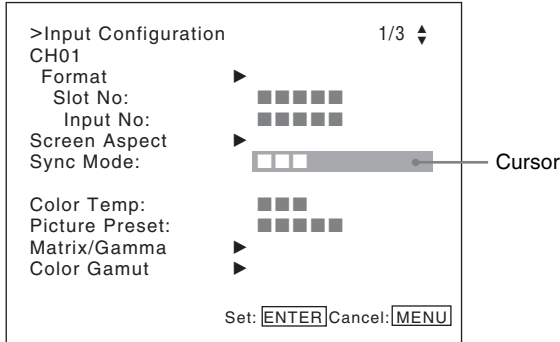 >Input Configuration 1/3
CH01
Format
Slot No:
Input No:
Screen Aspect
Sync Mode:
Cursor
Color Temp:
Picture Preset:
Matrix/Gamma
Color Gamut
Set: ENTER Cancel: MENU